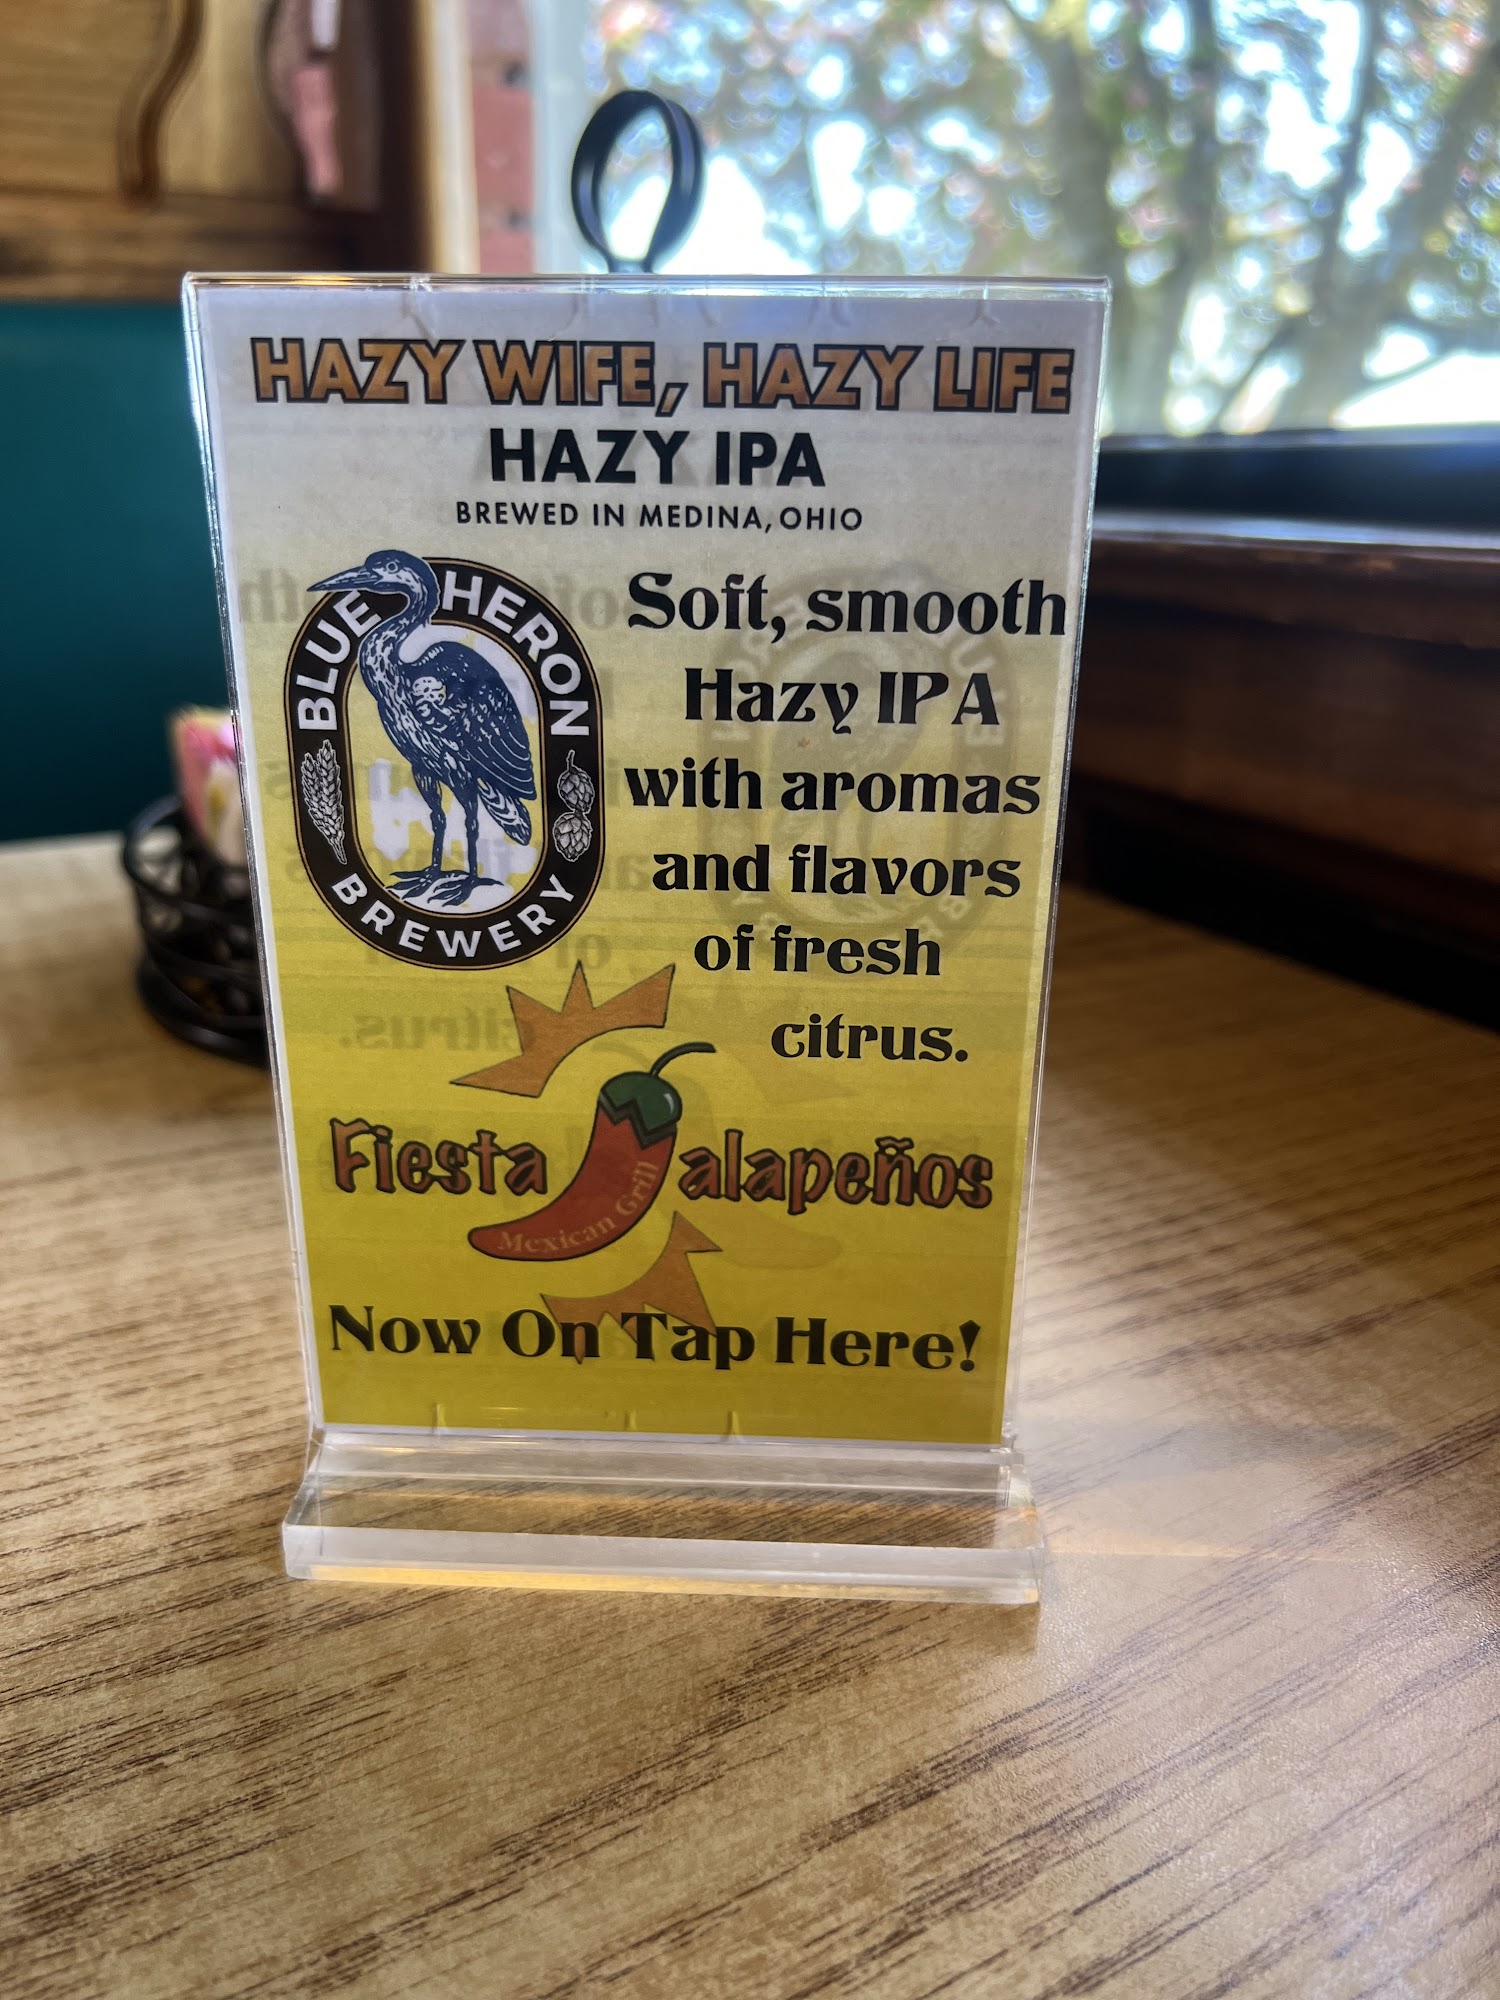 HAZY WIFE, HAZY LIFE
HAZY IPA
BREWED IN MEDINA, OHIO
BLUE HERON
BREWERY
Soft, smooth
Hazy IPA
with aromas
and flavors
of fresh
citrus.
Fiesta Jalapeños
Mexican Grill
Now On Tap Here!